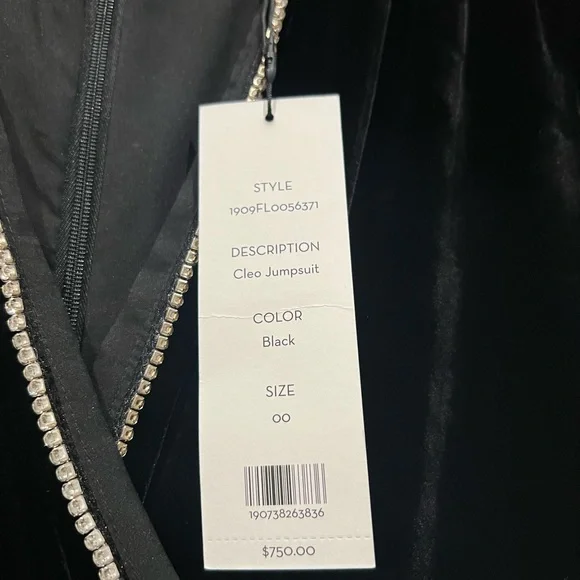 STYLE
1909FL0056371
DESCRIPTION
Cleo Jumpsuit
COLOR
Black
SIZE
00
190738263836
$750.00